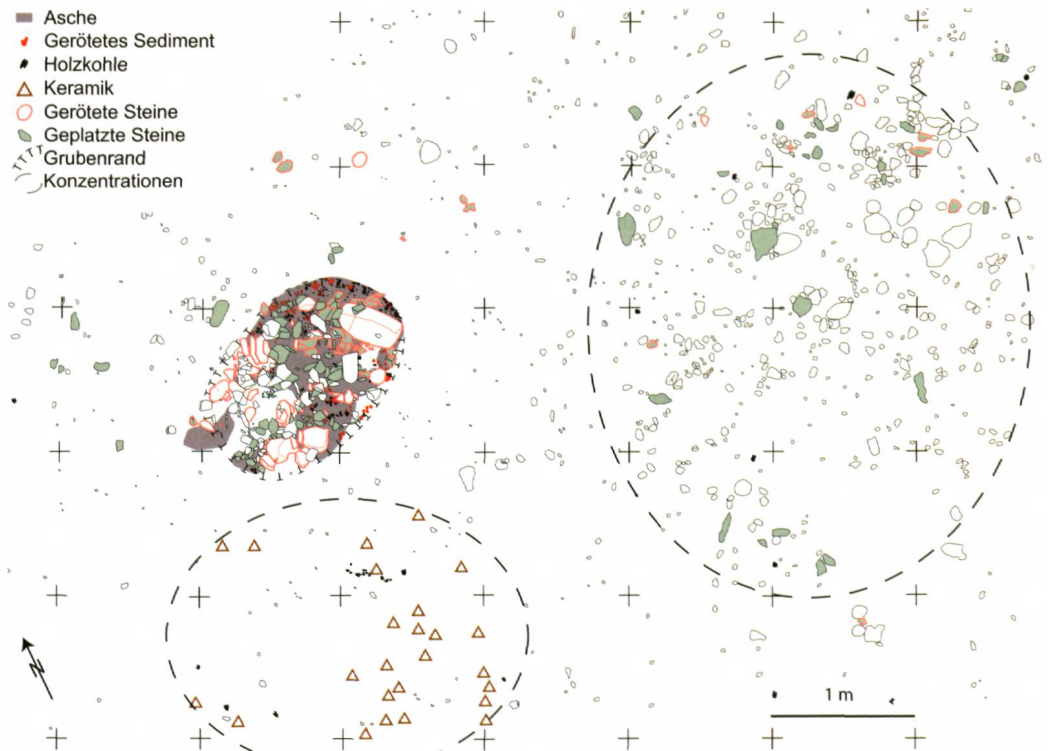 Asche
Gerötetes Sediment
Holzkohle
Keramik
Gerötete Steine
Geplatzte Steine
Grubenrand
Konzentrationen
N
1 m